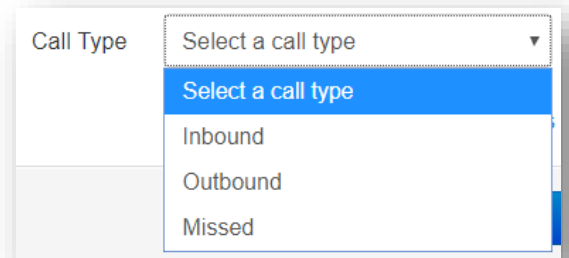 Call Type Select a call type
Select a call type
Inbound
Outbound
Missed